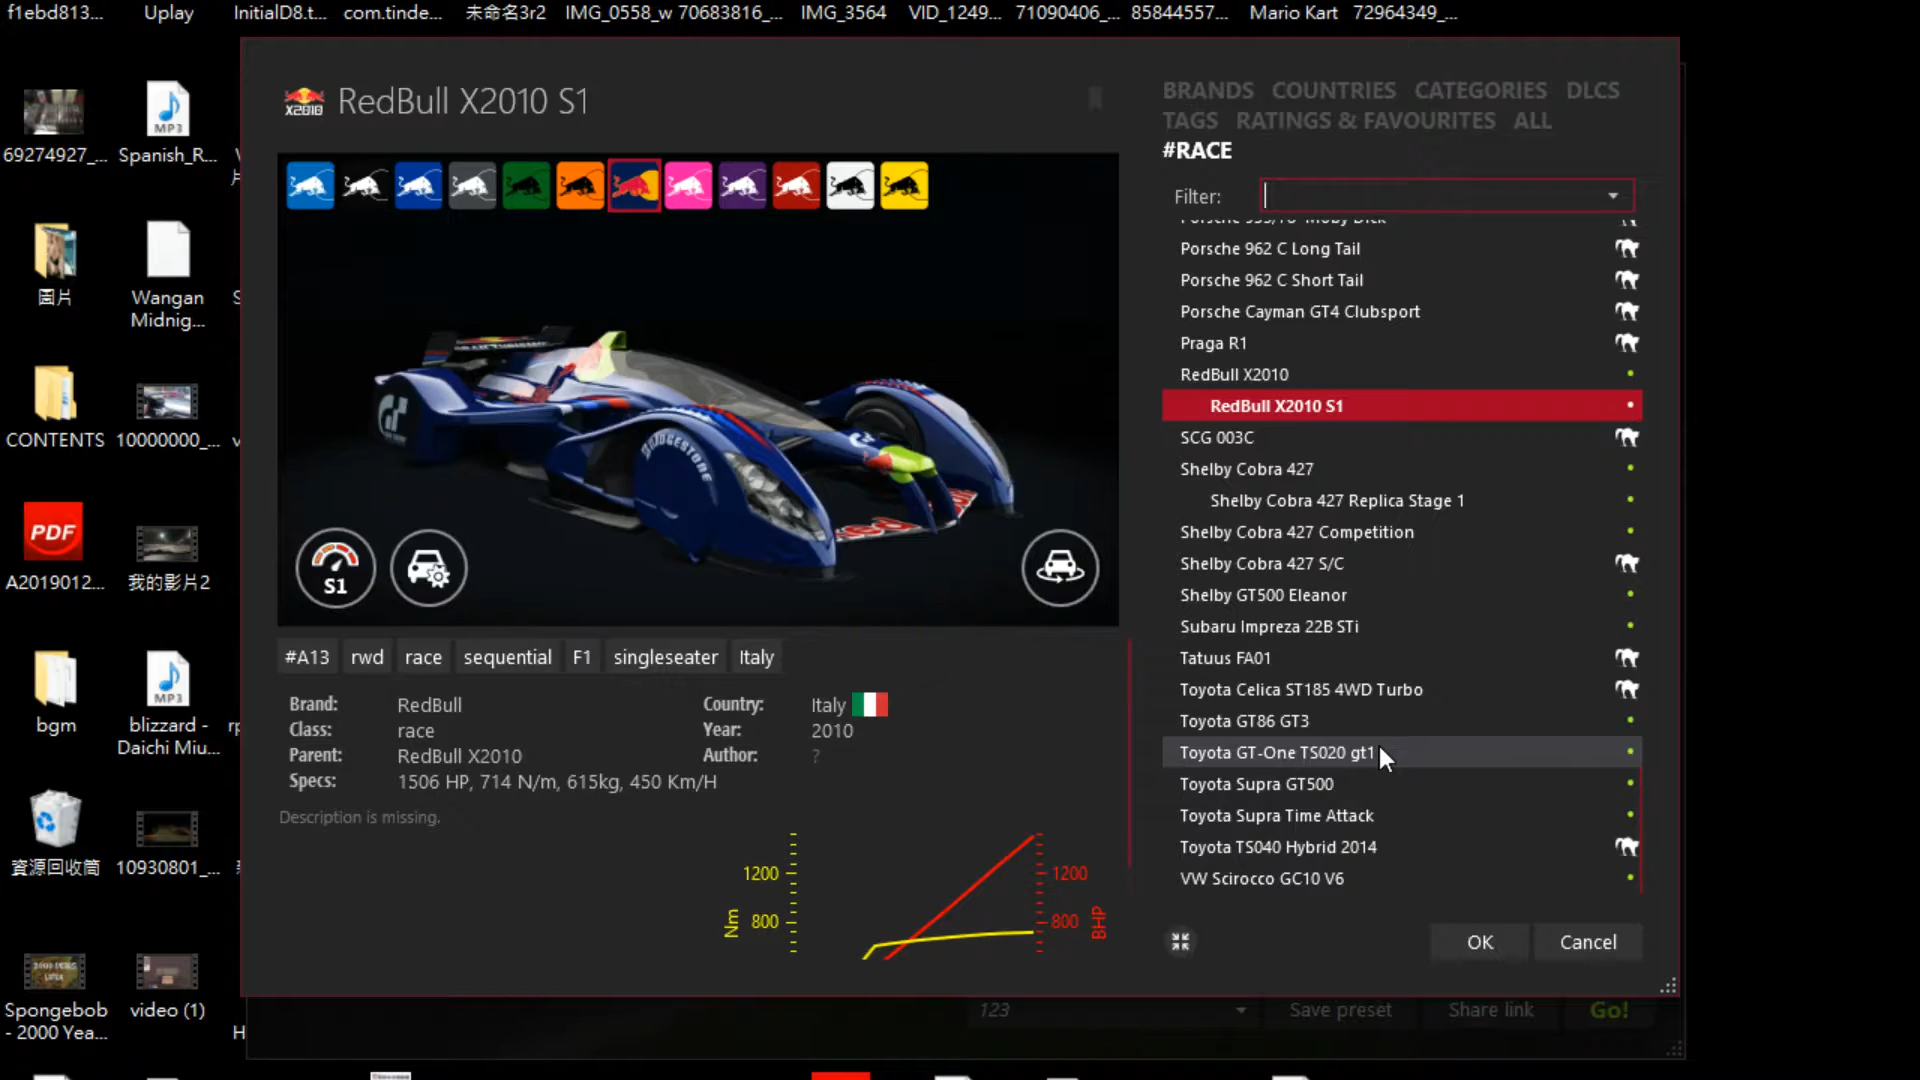 f1ebd813...
Uplay
InitialD8.t...
com.tinde...
未命名3r2
IMG_0558_w
70683816_...
IMG_3564
VID_1249...
71090406_...
85844557...
Mario Kart
72964349_...
69274927_...
Spanish_R...
圖片
Wangan
Midnig...
CONTENTS
10000000_...
PDF
A2019012...
我的影片2
bgm
blizzard -
Daichi Miu...
資源回收筒
10930801_...
Spongebob
- 2000 Yea...
video (1)
MP3
MP3
X2010
RedBull X2010 S1
BRIDGESTONE
S1
#A13
rwd
race
sequential
F1
singleseater
Italy
Brand: RedBull
Class: race
Parent: RedBull X2010
Specs: 1506 HP, 714 N/m, 615kg, 450 Km/H
Country: Italy
Year: 2010
Author: ?
Description is missing.
1200
800
Nm
1200
800
BHP
BRANDS COUNTRIES CATEGORIES DLCS
TAGS RATINGS & FAVOURITES ALL
#RACE
Filter:
Porsche 962 C Long Tail
Porsche 962 C Short Tail
Porsche Cayman GT4 Clubsport
Praga R1
RedBull X2010
RedBull X2010 S1
SCG 003C
Shelby Cobra 427
Shelby Cobra 427 Replica Stage 1
Shelby Cobra 427 Competition
Shelby Cobra 427 S/C
Shelby GT500 Eleanor
Subaru Impreza 22B STi
Tatuus FA01
Toyota Celica ST185 4WD Turbo
Toyota GT86 GT3
Toyota GT-One TS020 gt1
Toyota Supra GT500
Toyota Supra Time Attack
Toyota TS040 Hybrid 2014
VW Scirocco GC10 V6
OK
Cancel
123
Save preset
Share link
Go!